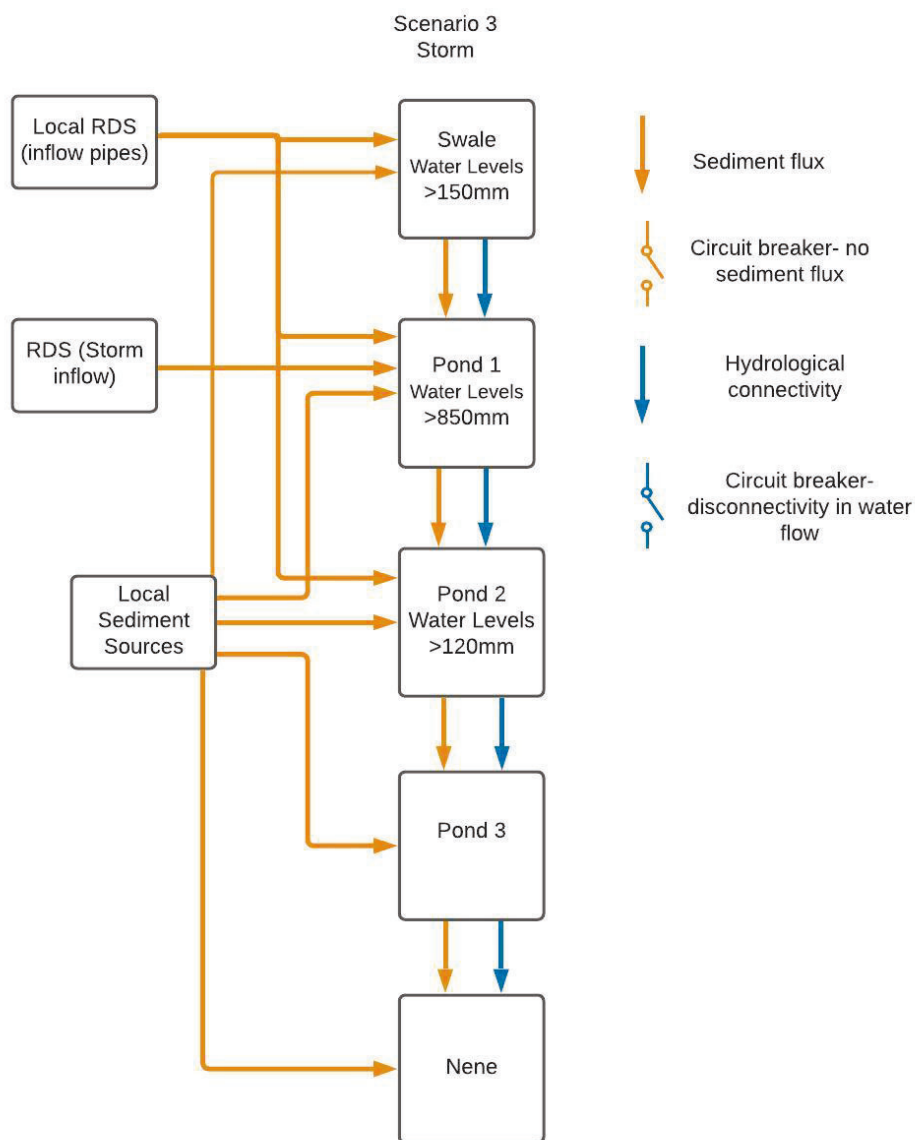 Scenario 3
Storm
Local RDS
(inflow pipes)
Swale
Water Levels
>150mm
Sediment flux
Circuit breaker- no
sediment flux
RDS (Storm
inflow)
Pond 1
Water Levels
>850mm
Hydrological
connectivity
Circuit breaker-
disconnectivity in water
flow
Local
Sediment
Sources
Pond 2
Water Levels
>120mm
Pond 3
Nene